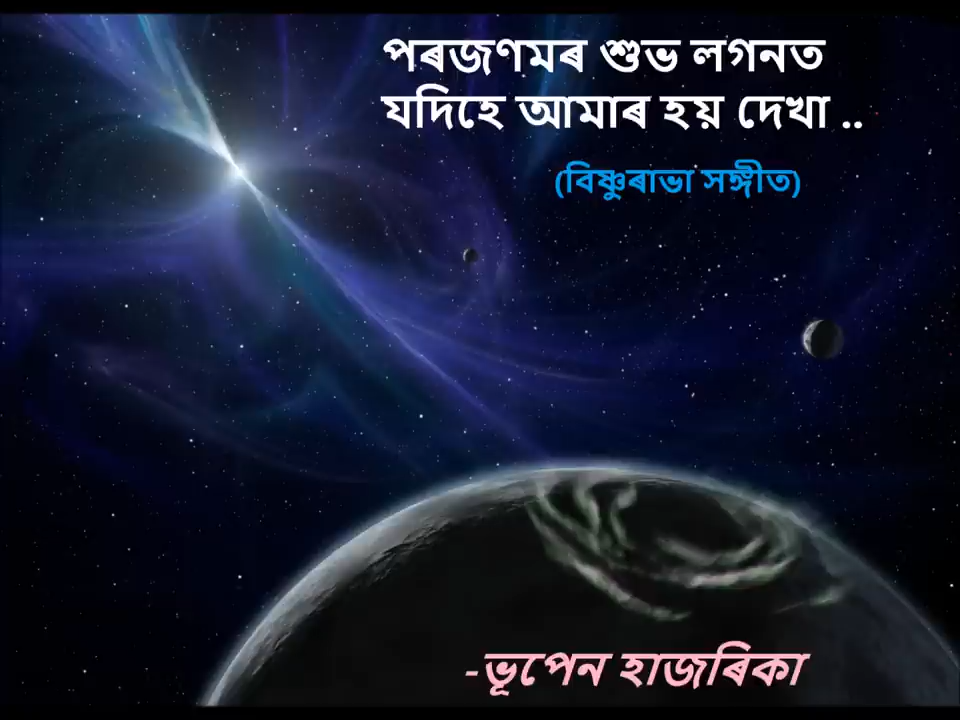 পৰজণমৰ শুভ লগনত
যদিহে আমাৰ হয় দেখা ..
(বিষ্ণুৰাভা সঙ্গীত)
-ভূপেন হাজৰিকা